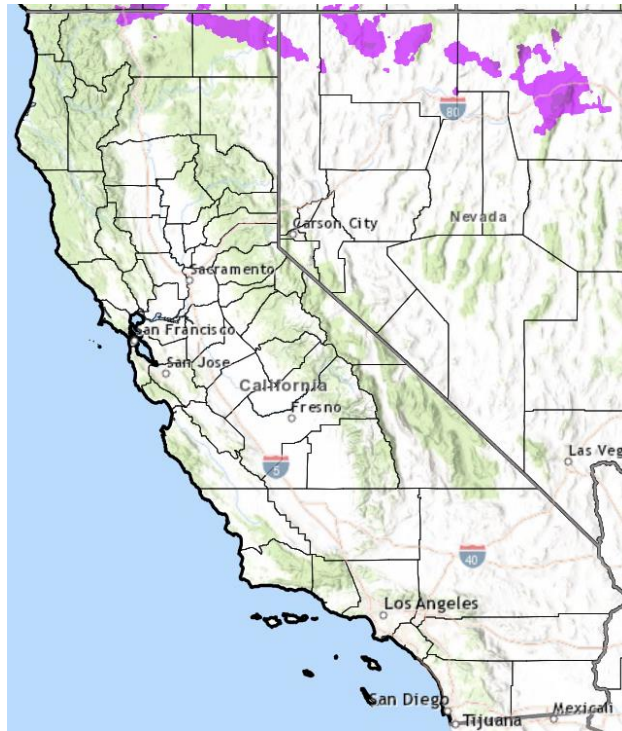 80
Carson City
Nevada
Sacramento
San Francisco
San Jose
California
Fresno
5
Las Veg
40
Los Angeles
San Diego
Tijuana
Mexicali